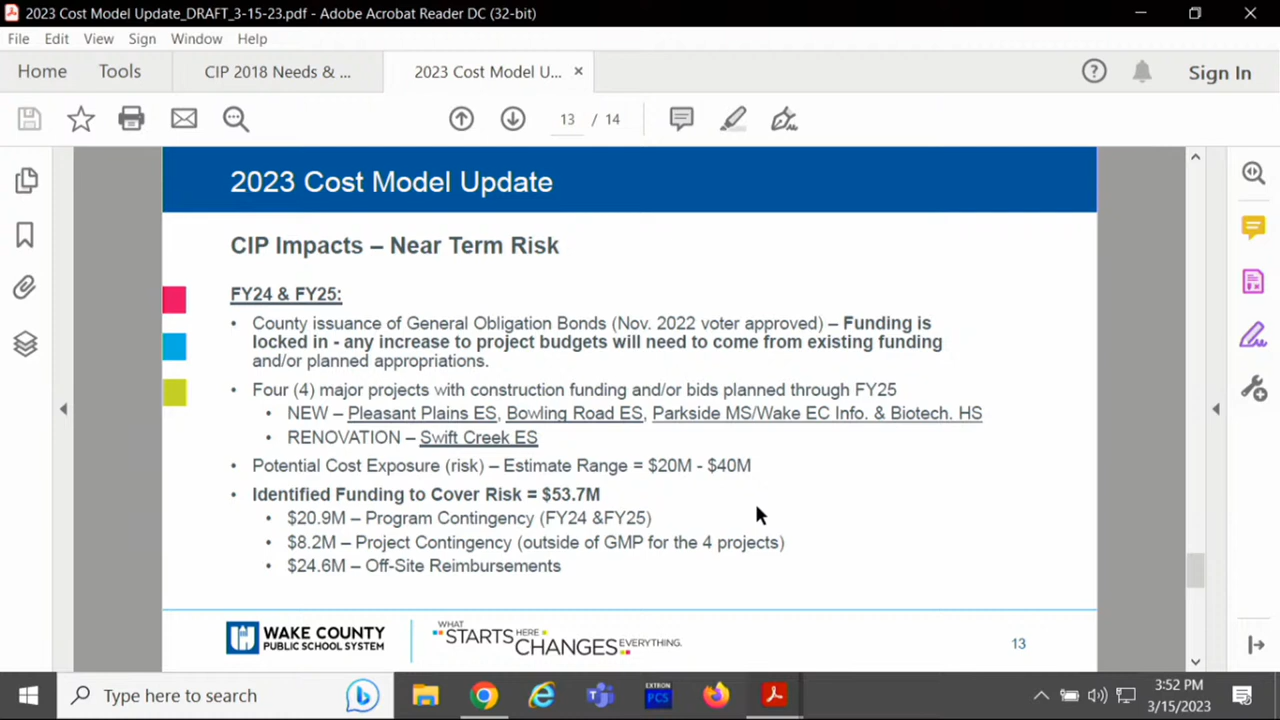 2023 Cost Model Update_DRAFT_3-15-23.pdf - Adobe Acrobat Reader DC (32-bit)
File Edit View Sign Window Help
Home Tools CIP 2018 Needs & ... 2023 Cost Model U... × Sign In
13 / 14
2023 Cost Model Update
CIP Impacts – Near Term Risk
FY24 & FY25:
• County issuance of General Obligation Bonds (Nov. 2022 voter approved) – Funding is
locked in - any increase to project budgets will need to come from existing funding
and/or planned appropriations.
• Four (4) major projects with construction funding and/or bids planned through FY25
• NEW – Pleasant Plains ES, Bowling Road ES, Parkside MS/Wake EC Info. & Biotech. HS
• RENOVATION – Swift Creek ES
• Potential Cost Exposure (risk) – Estimate Range = $20M - $40M
• Identified Funding to Cover Risk = $53.7M
• $20.9M – Program Contingency (FY24 &FY25)
• $8.2M – Project Contingency (outside of GMP for the 4 projects)
• $24.6M – Off-Site Reimbursements
WAKE COUNTY
PUBLIC SCHOOL SYSTEM
WHAT STARTS HERE CHANGES EVERYTHING.
13
Type here to search
EXTRON
PCS
3:52 PM
3/15/2023